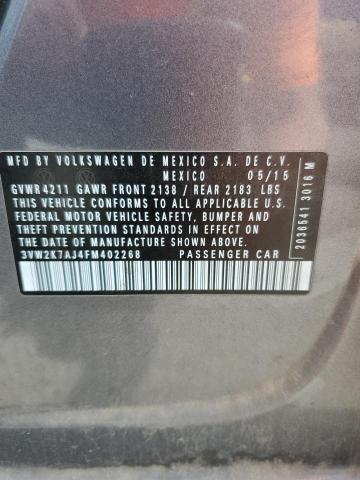 MFD BY VOLKSWAGEN DE MEXICO S.A. DE C.V.
MEXICO 05/15
GVWR 4211 GAWR FRONT 2138 / REAR 2183 LBS
THIS VEHICLE CONFORMS TO ALL APPLICABLE U.S.
FEDERAL MOTOR VEHICLE SAFETY, BUMPER AND
THEFT PREVENTION STANDARDS IN EFFECT ON
THE DATE OF MANUFACTURE SHOWN ABOVE.
3VW2K7AJ4FM402268 PASSENGER CAR
2036541 3016 M